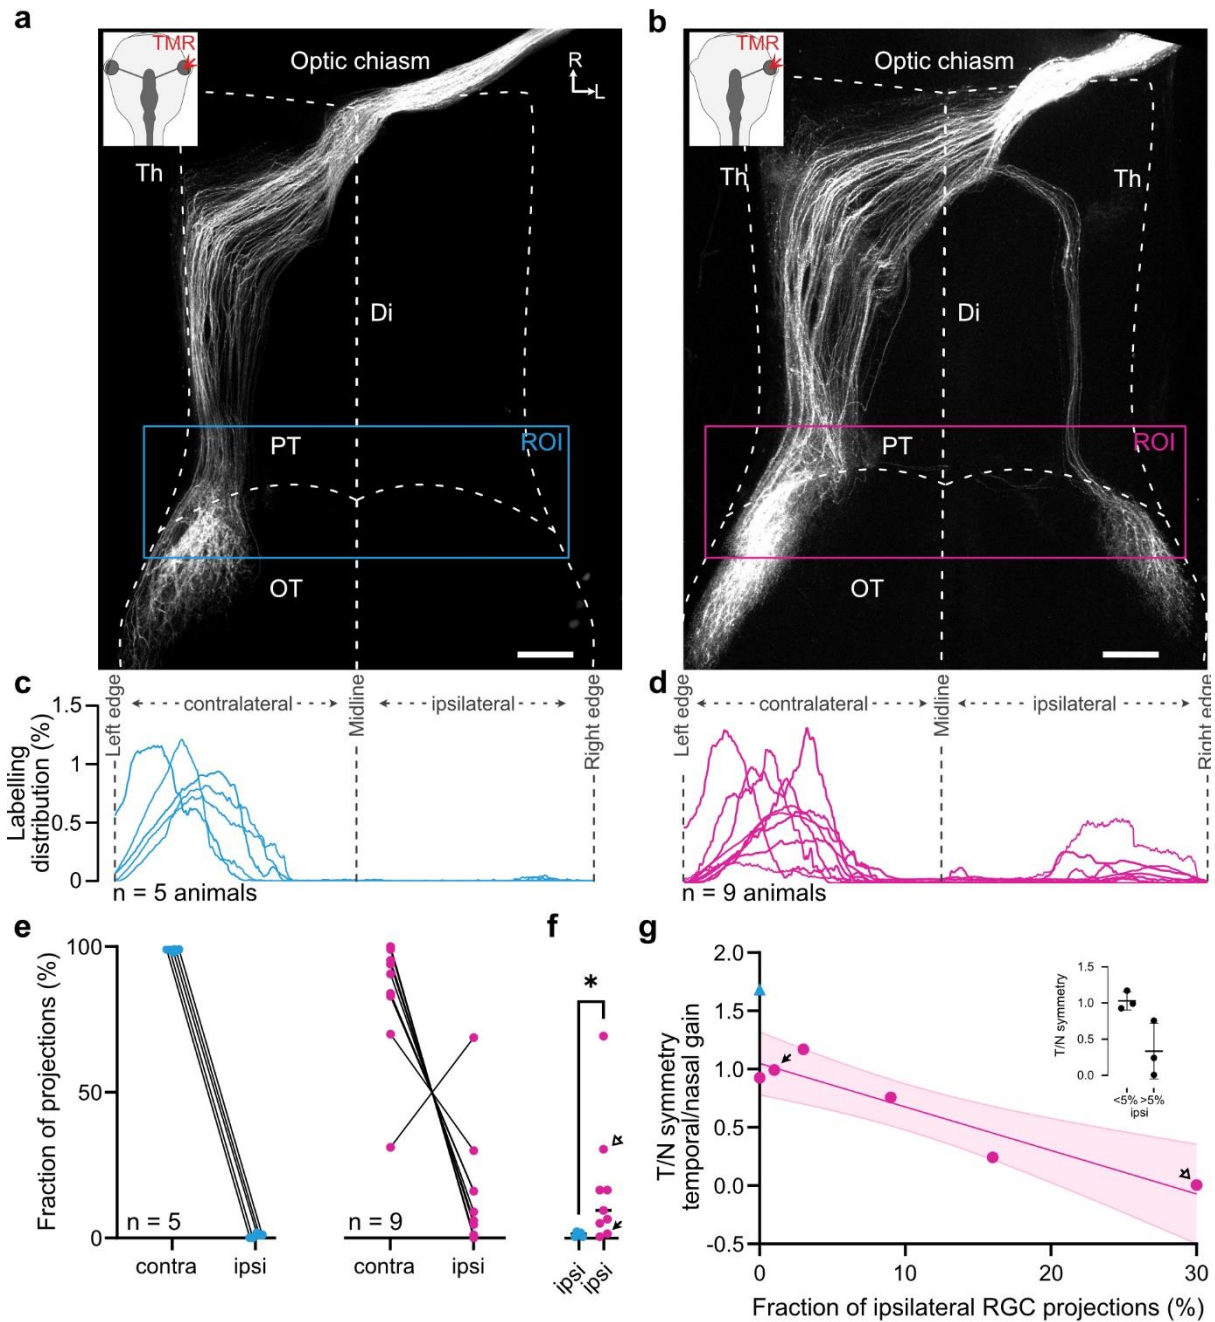 a
TMR
Optic chiasm
R
L
Th
Di
PT
ROI
OT
b
TMR
Optic chiasm
Th
Th
Di
PT
ROI
OT
c
Labelling
distribution (%)
1.5
1
0.5
0
Left edge
contralateral
Midline
ipsilateral
Right edge
n = 5 animals
d
Left edge
contralateral
Midline
ipsilateral
Right edge
n = 9 animals
e
Fraction of projections (%)
100
50
0
n = 5
contra
ipsi
n = 9
contra
ipsi
f
*
ipsi
ipsi
g
T/N symmetry
temporal/nasal gain
2.0
1.5
1.0
0.5
0.0
-0.5
0
10
20
30
Fraction of ipsilateral RGC projections (%)
T/N symmetry
1.5
1.0
0.5
0.0
<5% >5%
ipsi